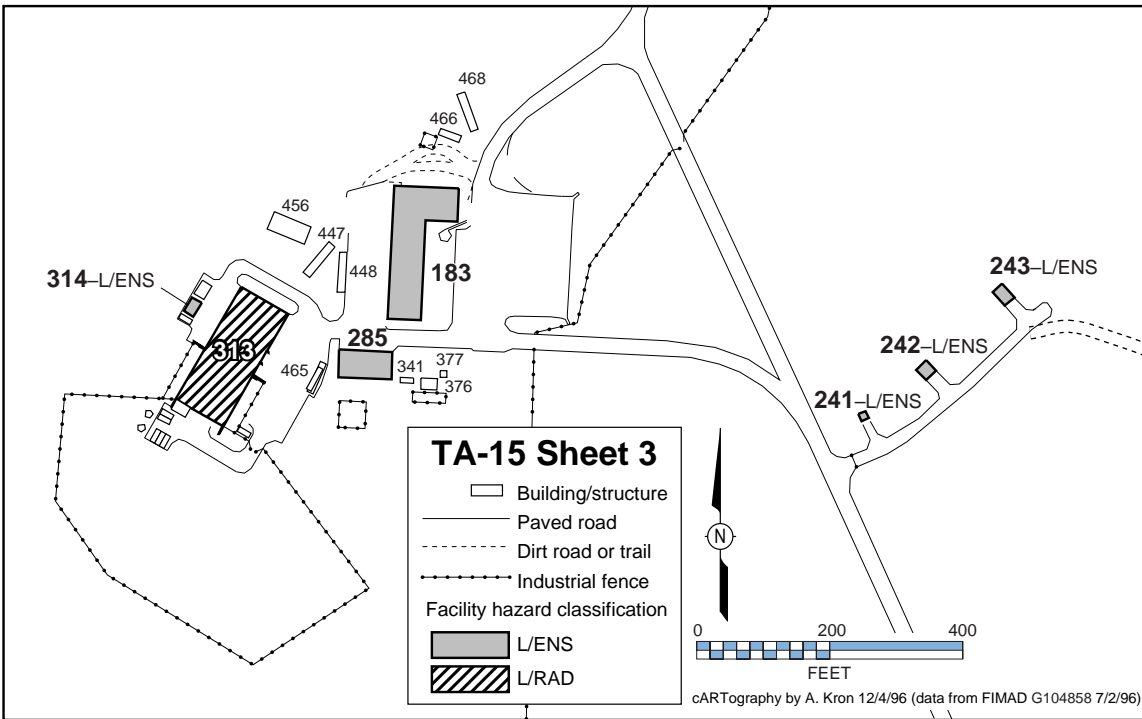 468
466
456
447
448
183
314–L/ENS
313
285
465
341
377
376
243–L/ENS
242–L/ENS
241–L/ENS
TA-15 Sheet 3
Building/structure
Paved road
Dirt road or trail
Industrial fence
Facility hazard classification
L/ENS
L/RAD
N
0 200 400
FEET
cARTography by A. Kron 12/4/96 (data from FIMAD G104858 7/2/96)